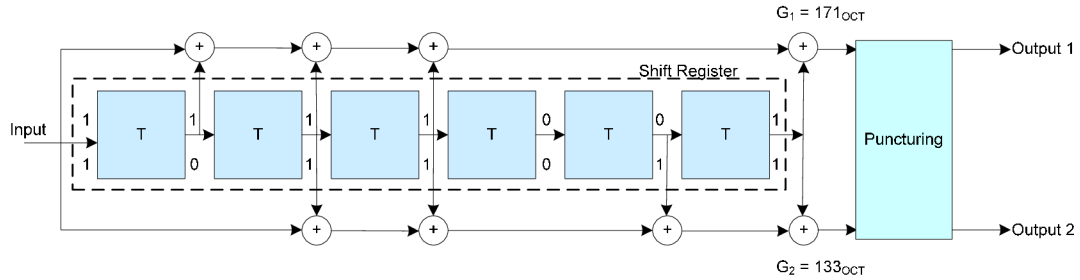 G1 = 171OCT
Output 1
Shift Register
1 1 1 1 0 0 1
Input T T T T T T Puncturing
1 0 1 1 0 1 1
Output 2
G2 = 133OCT
+ + + +
+ + + +